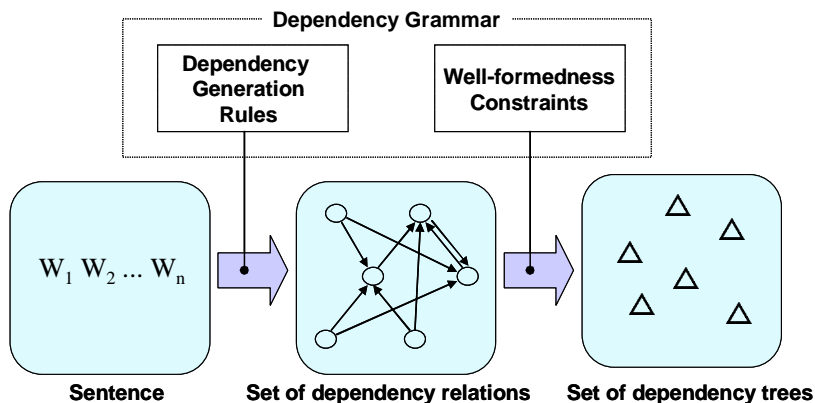 Dependency Grammar
Dependency
Generation
Rules
Well-formedness
Constraints
W1 W2 ... Wn
Sentence
Set of dependency relations
Set of dependency trees